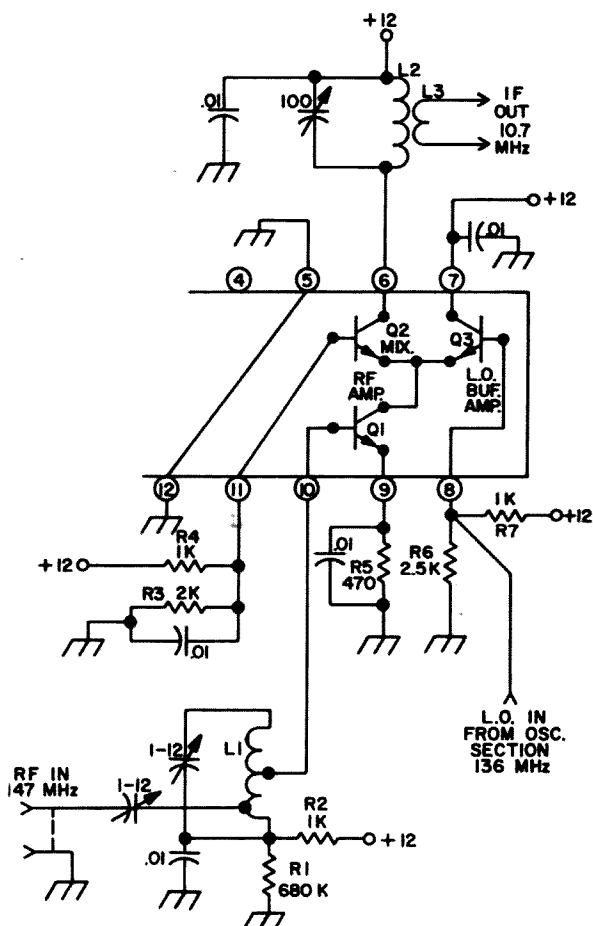 +12
L2
.01
100
L3
IF
OUT
10.7
MHz
+12
.01
4
5
6
7
Q2
MIX.
Q3
RF
AMP.
L.O.
BUF.
AMP.
Q1
12
11
10
9
8
1K
R7
+12
R4
1K
+12
R3 2K
.01
.01
R5
470
R6
2.5K
L.O. IN
FROM OSC.
SECTION
136 MHz
1-12
L1
RF IN
147 MHz
1-12
R2
1K
+12
.01
R1
680 K